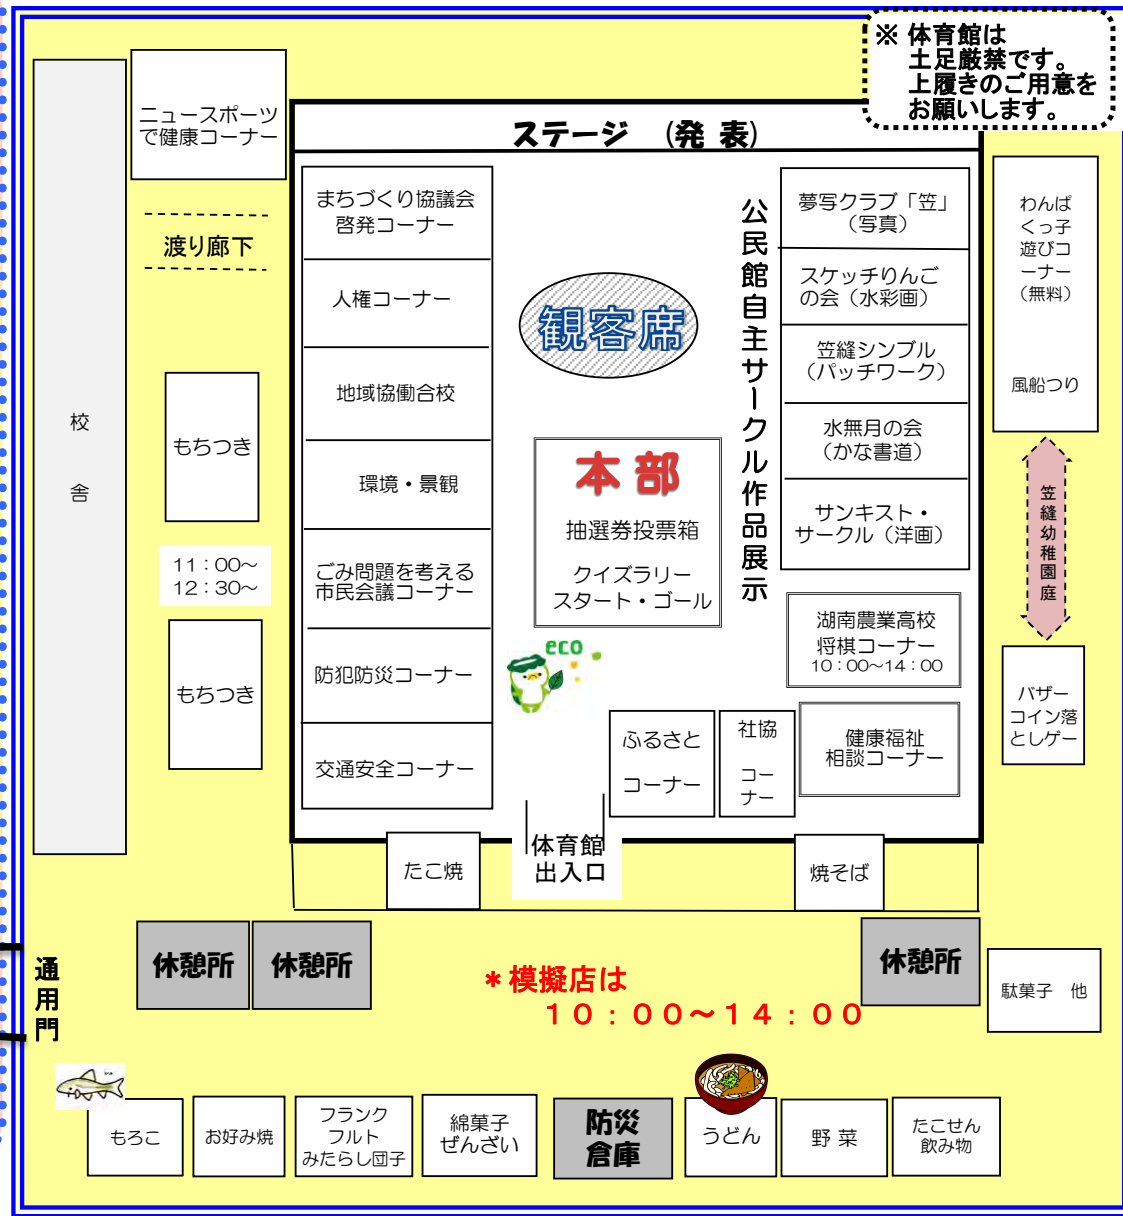 ※ 体育館は
土足厳禁です。
上履きのご用意を
お願いします。
ニュースポーツ
で健康コーナー
ステージ (発 表)
渡り廊下
校
舎
もちつき
11：00～
12：30～
もちつき
まちづくり協議会
啓発コーナー
人権コーナー
地域協働合校
環境・景観
ごみ問題を考える
市民会議コーナー
防犯防災コーナー
交通安全コーナー
観客席
本部
抽選券投票箱
クイズラリー
スタート・ゴール
eco
公民館自主サークル作品展示
夢写クラブ「笠」
（写真）
スケッチりんご
の会（水彩画）
笠縫シンブル
（パッチワーク）
水無月の会
（かな書道）
サンキスト・
サークル（洋画）
湖南農業高校
将棋コーナー
10：00～14：00
ふるさと
コーナー
社協
コー
ナー
健康福祉
相談コーナー
わんぱ
くっ子
遊びコ
ーナー
（無料）
風船つり
笠縫幼稚園庭
バザー
コイン落
としゲー
たこ焼
体育館
出入口
焼そば
休憩所
休憩所
休憩所
駄菓子 他
通用門
＊模擬店は
１０：００～１４：００
もろこ
お好み焼
フランク
フルト
みたらし団子
綿菓子
ぜんざい
防災
倉庫
うどん
野 菜
たこせん
飲み物